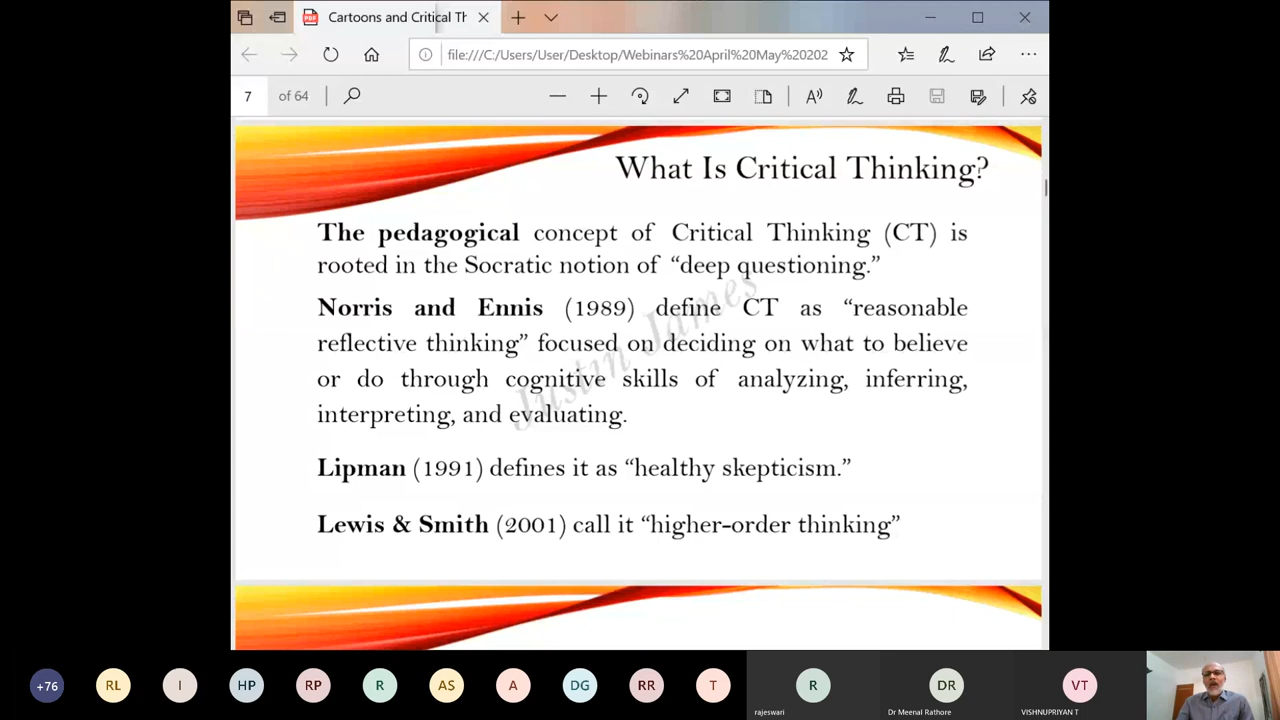 Cartoons and Critical Th
file:///C:/Users/User/Desktop/Webinars%20April%20May%20202
7 of 64
What Is Critical Thinking?
The pedagogical concept of Critical Thinking (CT) is
rooted in the Socratic notion of “deep questioning.”
Norris and Ennis (1989) define CT as “reasonable
reflective thinking” focused on deciding on what to believe
or do through cognitive skills of analyzing, inferring,
interpreting, and evaluating.
Justin James
Lipman (1991) defines it as “healthy skepticism.”
Lewis & Smith (2001) call it “higher-order thinking”
+76 RL I HP RP R AS A DG RR T R DR VT
rajeswari Dr Meenal Rathore VISHNUPRIYAN T